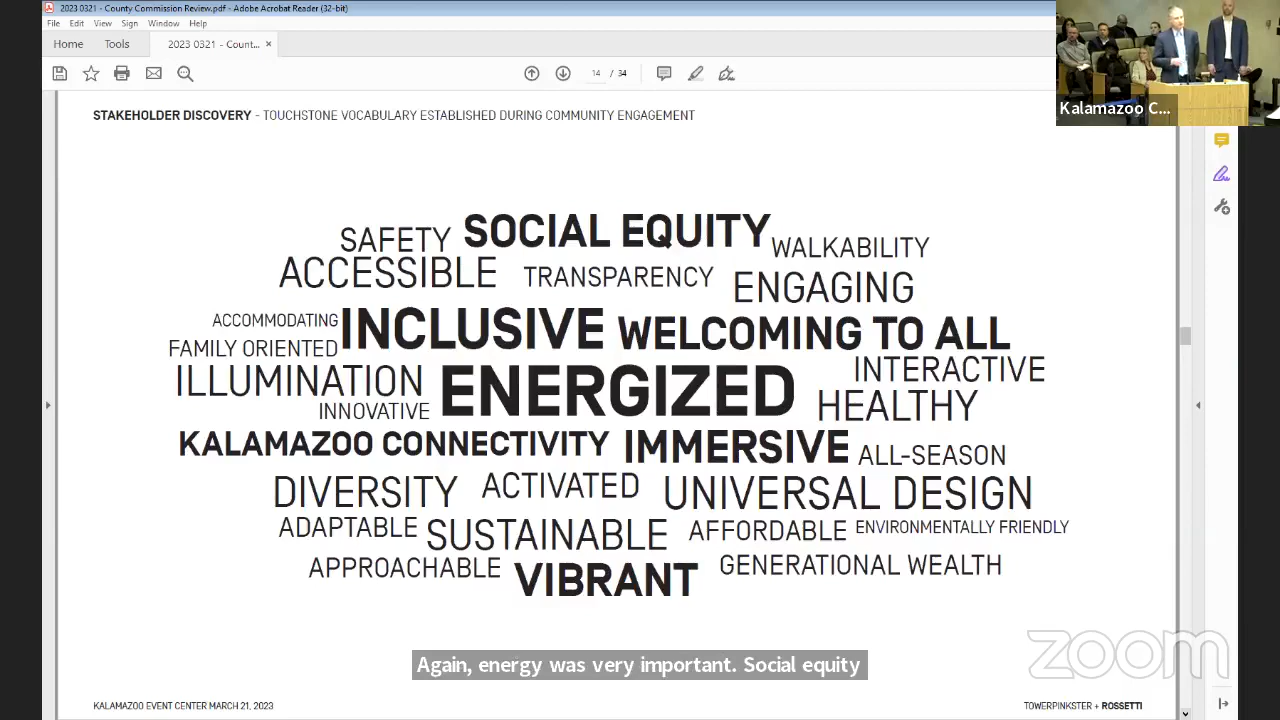 2023 0321 - County Commission Review.pdf - Adobe Acrobat Reader (32-bit)
File Edit View Sign Window Help
Home Tools 2023 0321 - Count... ×
14 / 34
Kalamazoo C...
STAKEHOLDER DISCOVERY - TOUCHSTONE VOCABULARY ESTABLISHED DURING COMMUNITY ENGAGEMENT
SAFETY SOCIAL EQUITY WALKABILITY
ACCESSIBLE TRANSPARENCY ENGAGING
ACCOMMODATING INCLUSIVE WELCOMING TO ALL
FAMILY ORIENTED
ILLUMINATION ENERGIZED INTERACTIVE
INNOVATIVE HEALTHY
KALAMAZOO CONNECTIVITY IMMERSIVE ALL-SEASON
DIVERSITY ACTIVATED UNIVERSAL DESIGN
ADAPTABLE SUSTAINABLE AFFORDABLE ENVIRONMENTALLY FRIENDLY
APPROACHABLE VIBRANT GENERATIONAL WEALTH
Again, energy was very important. Social equity
zoom
KALAMAZOO EVENT CENTER MARCH 21, 2023 TOWERPINKSTER + ROSSETTI